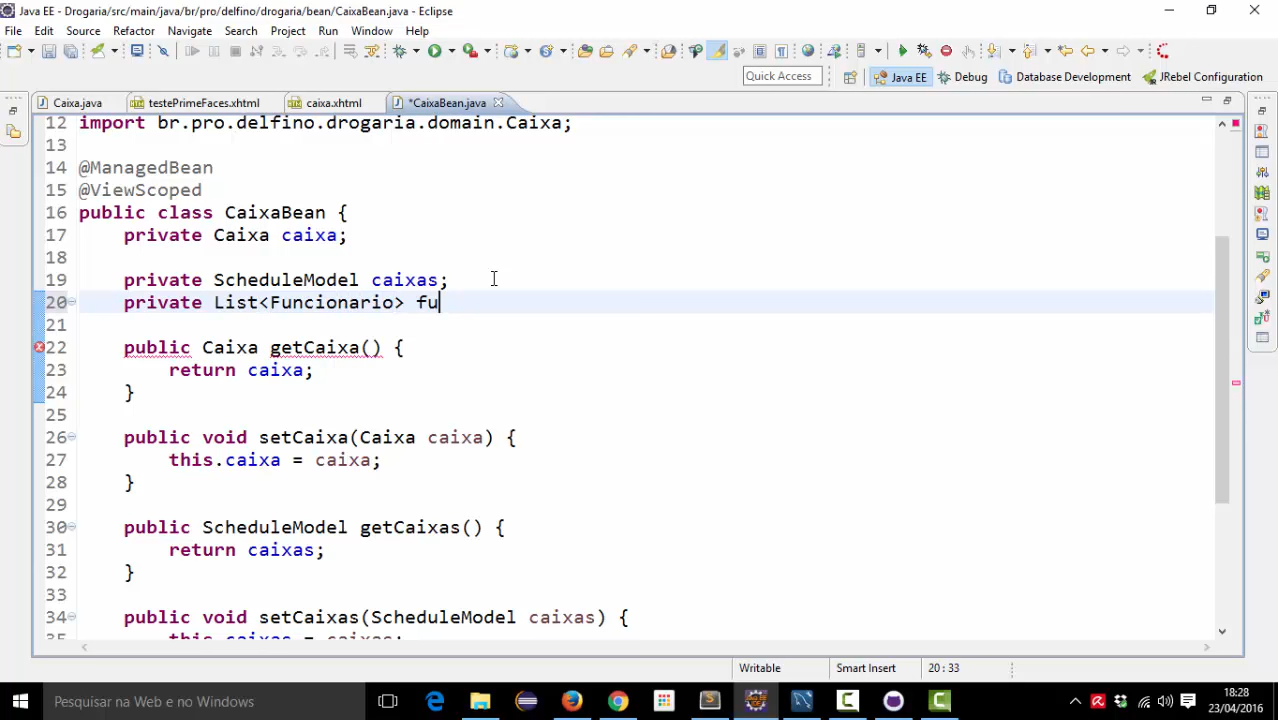 Java EE - Drogaria/src/main/java/br/pro/delfino/drogaria/bean/CaixaBean.java - Eclipse
File Edit Source Refactor Navigate Search Project Run Window Help
Quick Access Java EE Debug Database Development JRebel Configuration
Caixa.java testePrimeFaces.xhtml caixa.xhtml *CaixaBean.java
12 import br.pro.delfino.drogaria.domain.Caixa;
13
14 @ManagedBean
15 @ViewScoped
16 public class CaixaBean {
17 private Caixa caixa;
18
19 private ScheduleModel caixas;
20 private List<Funcionario> fu
21
22 public Caixa getCaixa() {
23 return caixa;
24 }
25
26 public void setCaixa(Caixa caixa) {
27 this.caixa = caixa;
28 }
29
30 public ScheduleModel getCaixas() {
31 return caixas;
32 }
33
34 public void setCaixas(ScheduleModel caixas) {
35 this.caixas = caixas;
Writable Smart Insert 20 : 33
Pesquisar na Web e no Windows
18:28
23/04/2016